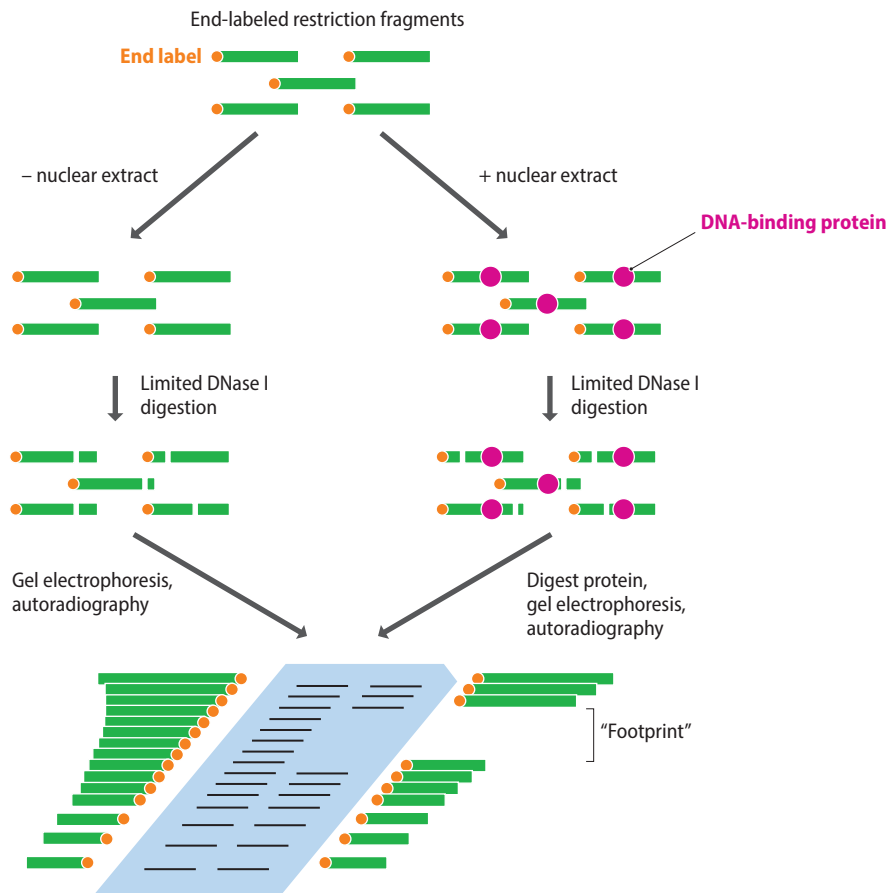 End-labeled restriction fragments
End label
– nuclear extract
+ nuclear extract
DNA-binding protein
Limited DNase I
digestion
Limited DNase I
digestion
Gel electrophoresis,
autoradiography
Digest protein,
gel electrophoresis,
autoradiography
“Footprint”